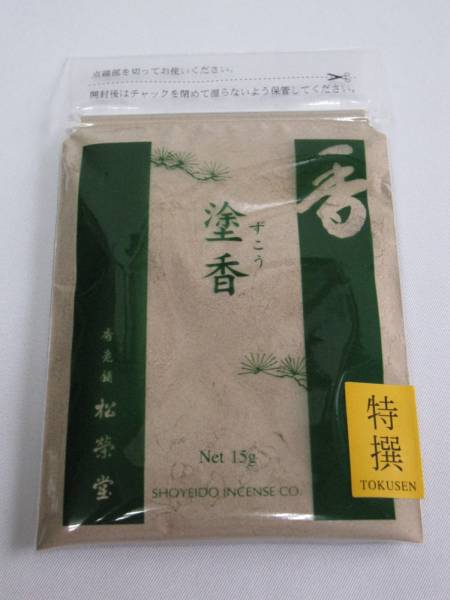 点線部を切ってお使いください。
開封後はチャックを閉めて湿らないよう保管してください。
香
塗香
ずこう
香老舗
松榮堂
特撰
TOKUSEN
Net 15g
SHOYEIDO INCENSE CO.